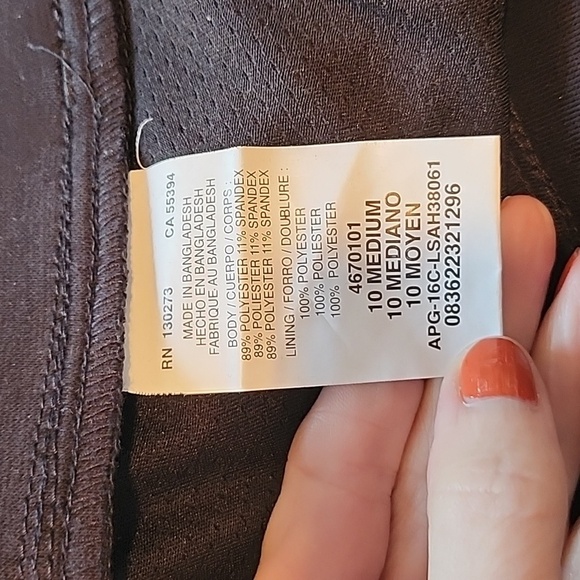 RN 130273 CA 55394
MADE IN BANGLADESH
HECHO EN BANGLADESH
FABRIQUE AU BANGLADESH
BODY / CUERPO / CORPS :
89% POLYESTER 11% SPANDEX
89% POLIESTER 11% SPANDEX
89% POLYESTER 11% SPANDEX
LINING / FORRO / DOUBLURE :
100% POLYESTER
100% POLIESTER
100% POLYESTER
4670101
10 MEDIUM
10 MEDIANO
10 MOYEN
APG-16C-LSAH38061
083622321296